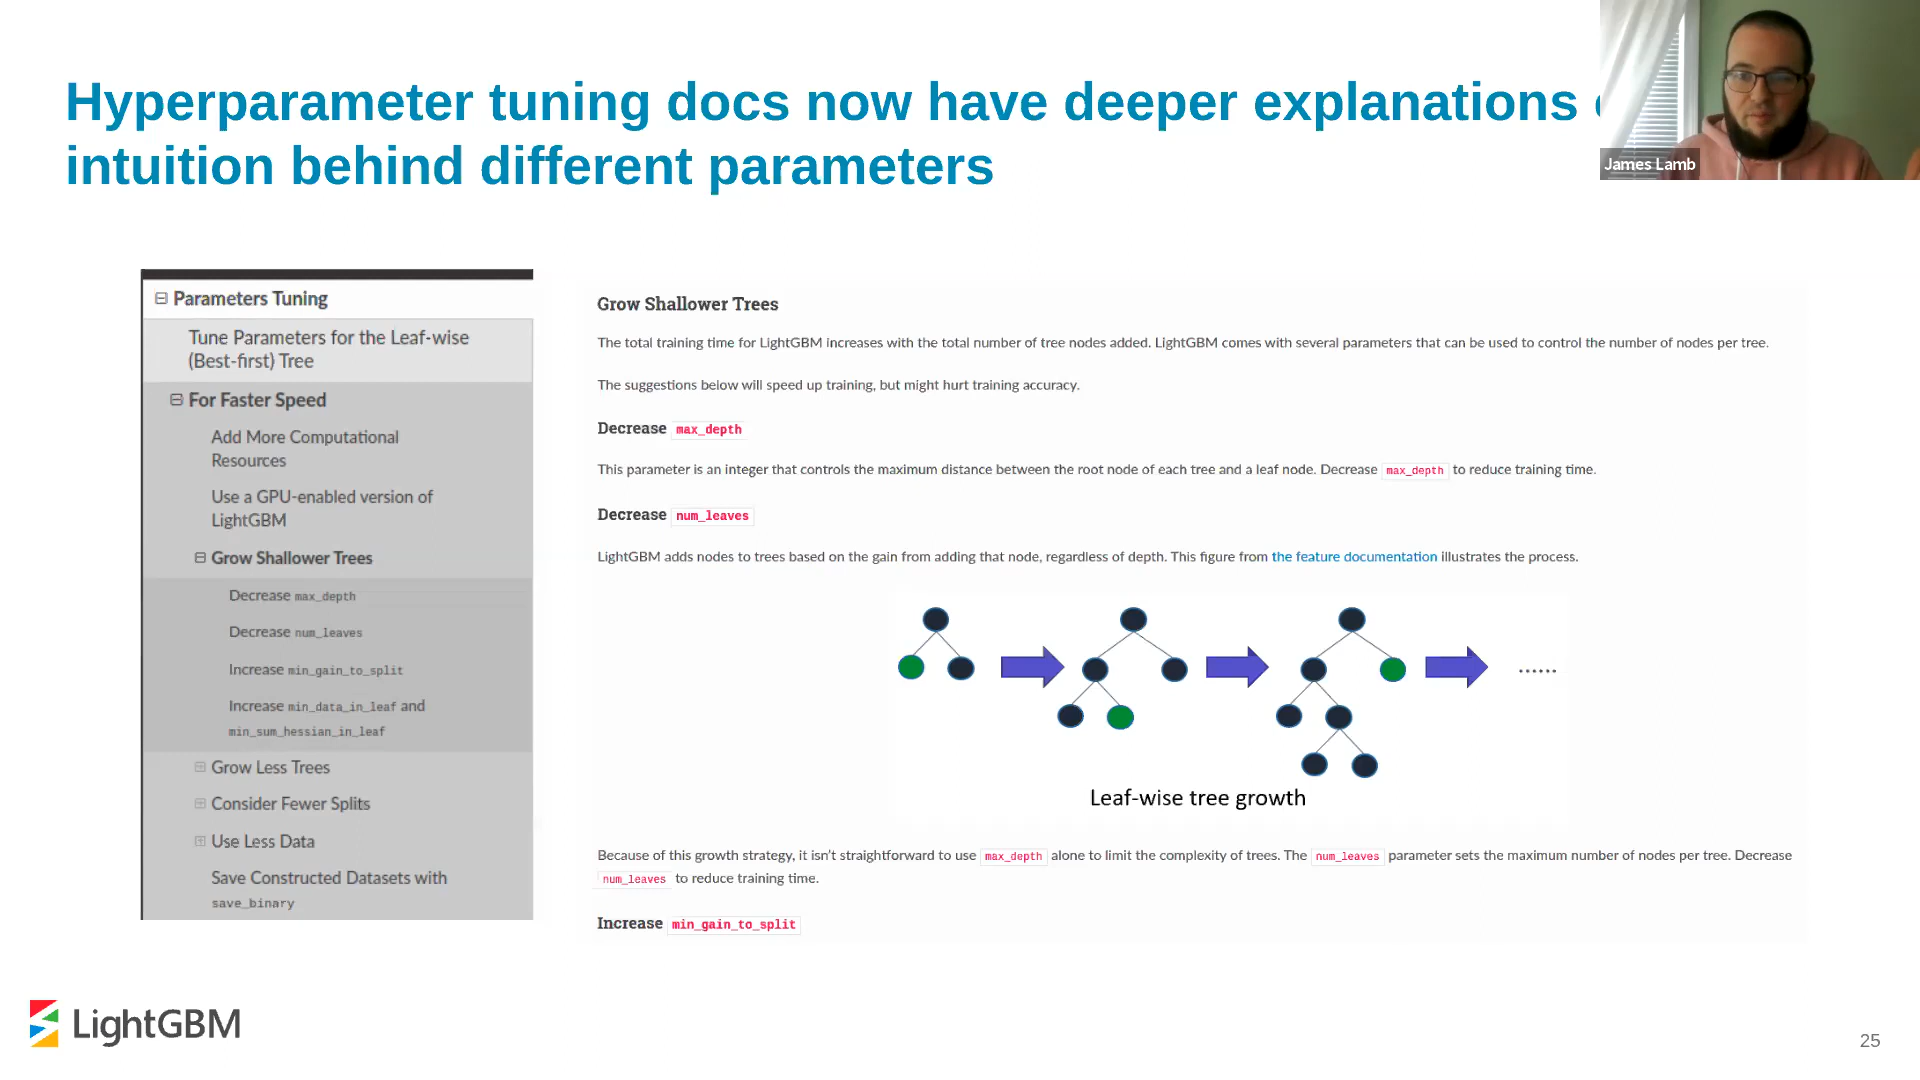 Hyperparameter tuning docs now have deeper explanations
intuition behind different parameters
James Lamb
Parameters Tuning
Tune Parameters for the Leaf-wise
(Best-first) Tree
For Faster Speed
Add More Computational
Resources
Use a GPU-enabled version of
LightGBM
Grow Shallower Trees
Decrease max_depth
Decrease num_leaves
Increase min_gain_to_split
Increase min_data_in_leaf and
min_sum_hessian_in_leaf
Grow Less Trees
Consider Fewer Splits
Use Less Data
Save Constructed Datasets with
save_binary
Grow Shallower Trees
The total training time for LightGBM increases with the total number of tree nodes added. LightGBM comes with several parameters that can be used to control the number of nodes per tree.
The suggestions below will speed up training, but might hurt training accuracy.
Decrease max_depth
This parameter is an integer that controls the maximum distance between the root node of each tree and a leaf node. Decrease max_depth to reduce training time.
Decrease num_leaves
LightGBM adds nodes to trees based on the gain from adding that node, regardless of depth. This figure from the feature documentation illustrates the process.
......
Leaf-wise tree growth
Because of this growth strategy, it isn't straightforward to use max_depth alone to limit the complexity of trees. The num_leaves parameter sets the maximum number of nodes per tree. Decrease
num_leaves to reduce training time.
Increase min_gain_to_split
LightGBM
25